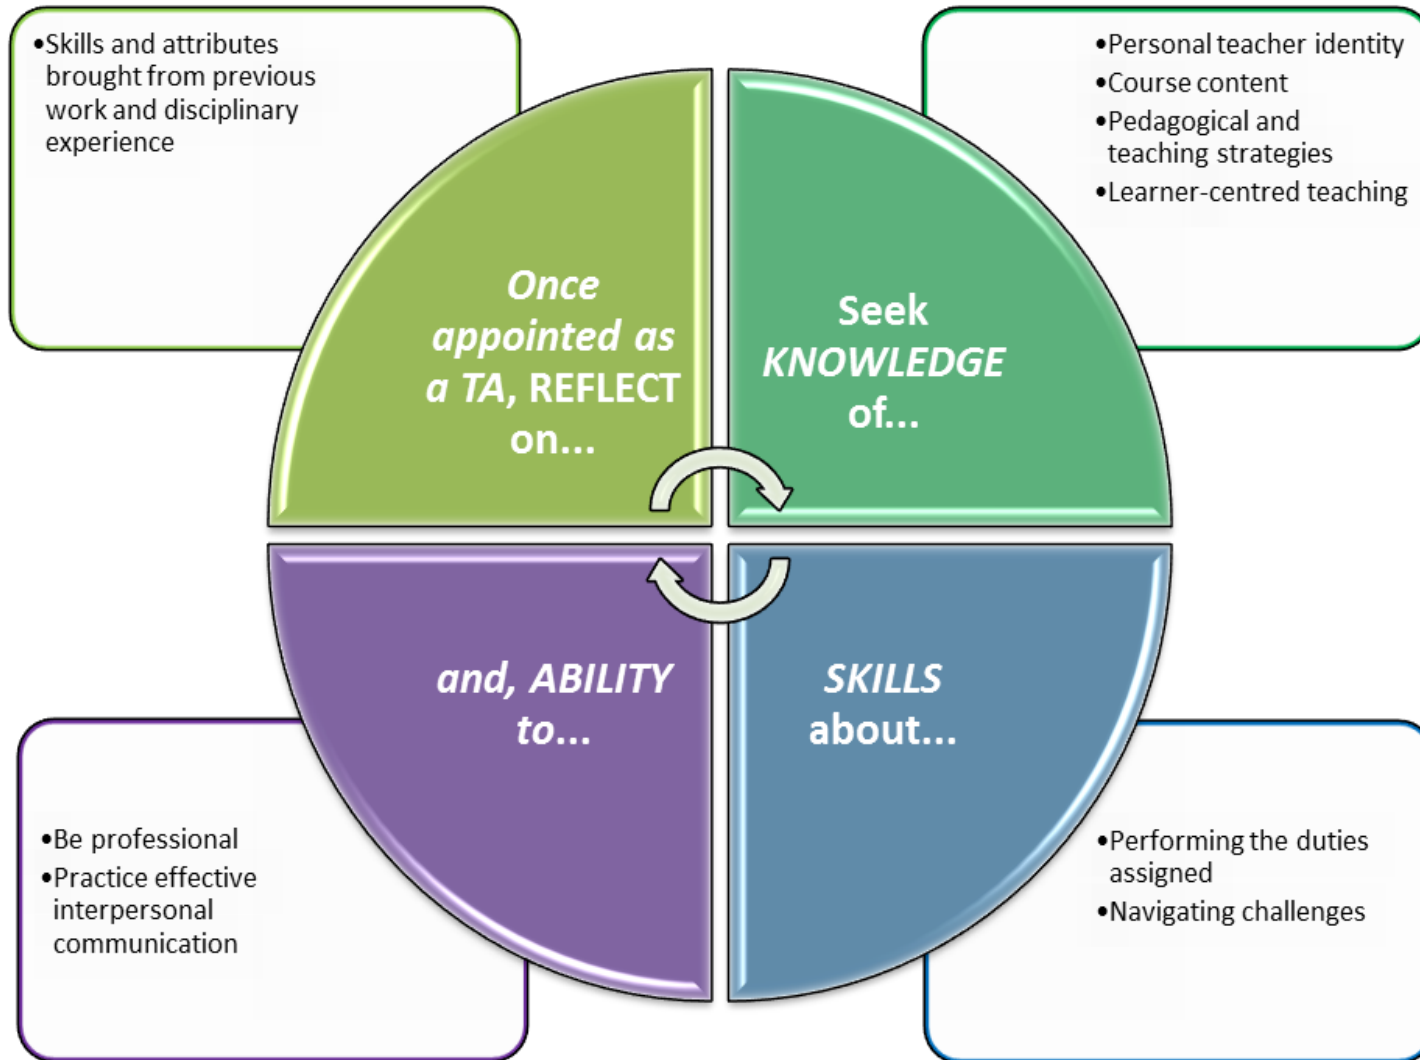 •Skills and attributes
brought from previous
work and disciplinary
experience
•Personal teacher identity
•Course content
•Pedagogical and
teaching strategies
•Learner-centred teaching
Once
appointed as
a TA, REFLECT
on...
Seek
KNOWLEDGE
of...
and, ABILITY
to...
SKILLS
about...
•Be professional
•Practice effective
interpersonal
communication
•Performing the duties
assigned
•Navigating challenges